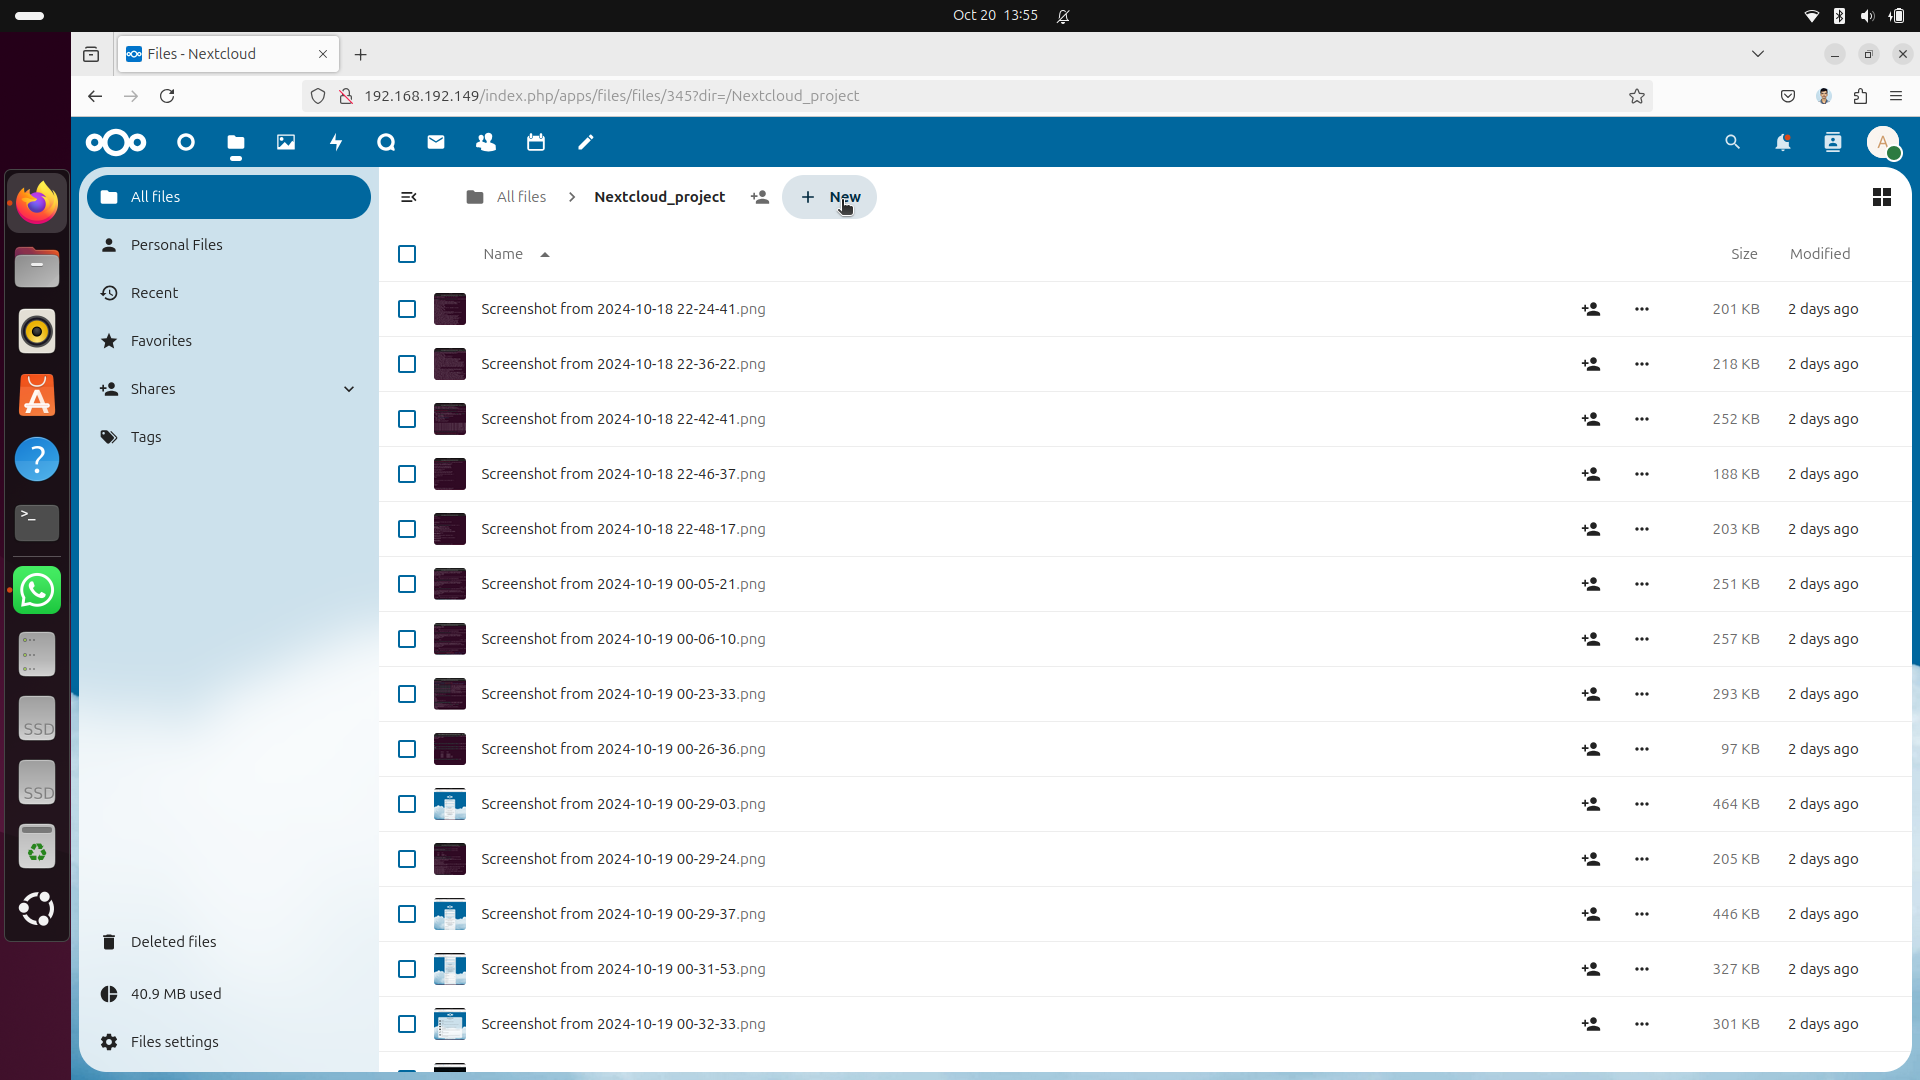 Oct 20 13:55
Files - Nextcloud
192.168.192.149/index.php/apps/files/files/345?dir=/Nextcloud_project
A
All files
Personal Files
Recent
Favorites
Shares
Tags
Deleted files
40.9 MB used
Files settings
All files
Nextcloud_project
New
Name
Size
Modified
Screenshot from 2024-10-18 22-24-41.png 201 KB 2 days ago
Screenshot from 2024-10-18 22-36-22.png 218 KB 2 days ago
Screenshot from 2024-10-18 22-42-41.png 252 KB 2 days ago
Screenshot from 2024-10-18 22-46-37.png 188 KB 2 days ago
Screenshot from 2024-10-18 22-48-17.png 203 KB 2 days ago
Screenshot from 2024-10-19 00-05-21.png 251 KB 2 days ago
Screenshot from 2024-10-19 00-06-10.png 257 KB 2 days ago
Screenshot from 2024-10-19 00-23-33.png 293 KB 2 days ago
Screenshot from 2024-10-19 00-26-36.png 97 KB 2 days ago
Screenshot from 2024-10-19 00-29-03.png 464 KB 2 days ago
Screenshot from 2024-10-19 00-29-24.png 205 KB 2 days ago
Screenshot from 2024-10-19 00-29-37.png 446 KB 2 days ago
Screenshot from 2024-10-19 00-31-53.png 327 KB 2 days ago
Screenshot from 2024-10-19 00-32-33.png 301 KB 2 days ago
SSD
SSD